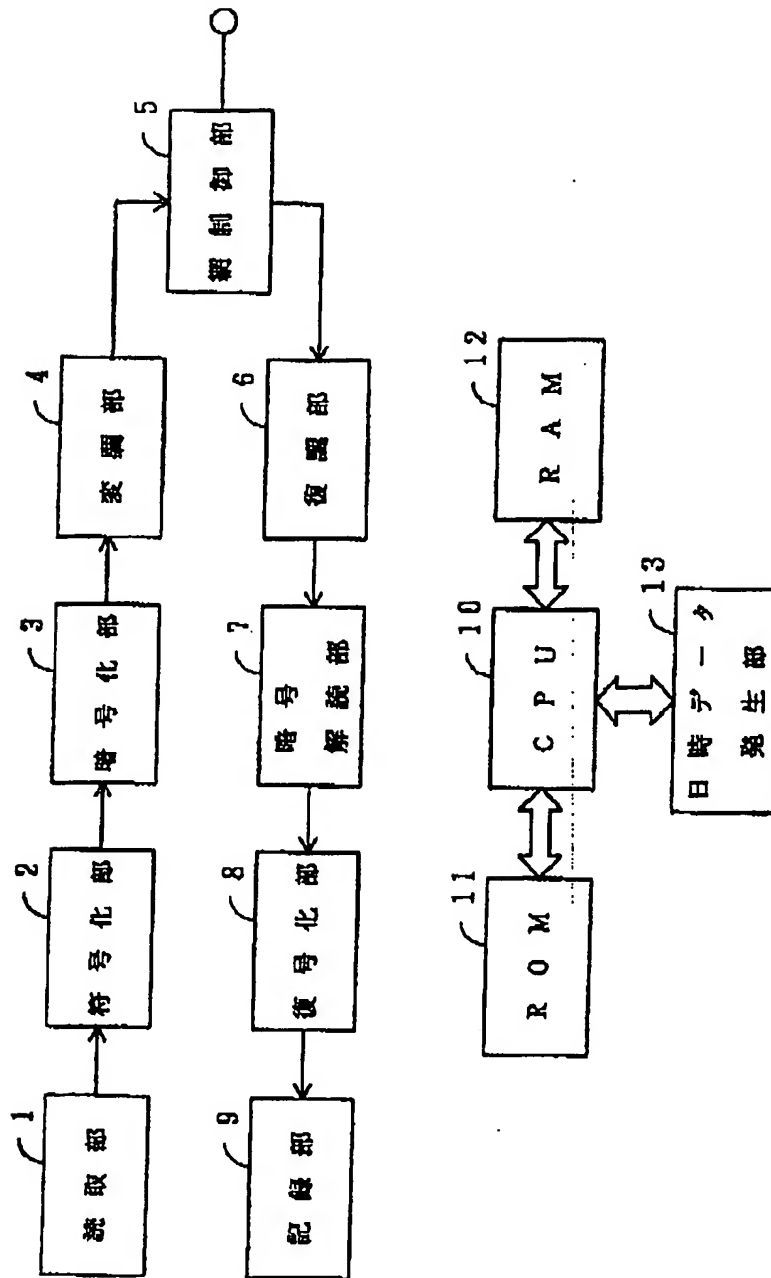 1
読取部
2
符号化部
3
暗号化部
4
変調部
5
網制御部
6
復調部
7
暗号
解読部
8
復号化部
9
記録部
10
CPU
11
ROM
12
RAM
13
日時データ
発生部